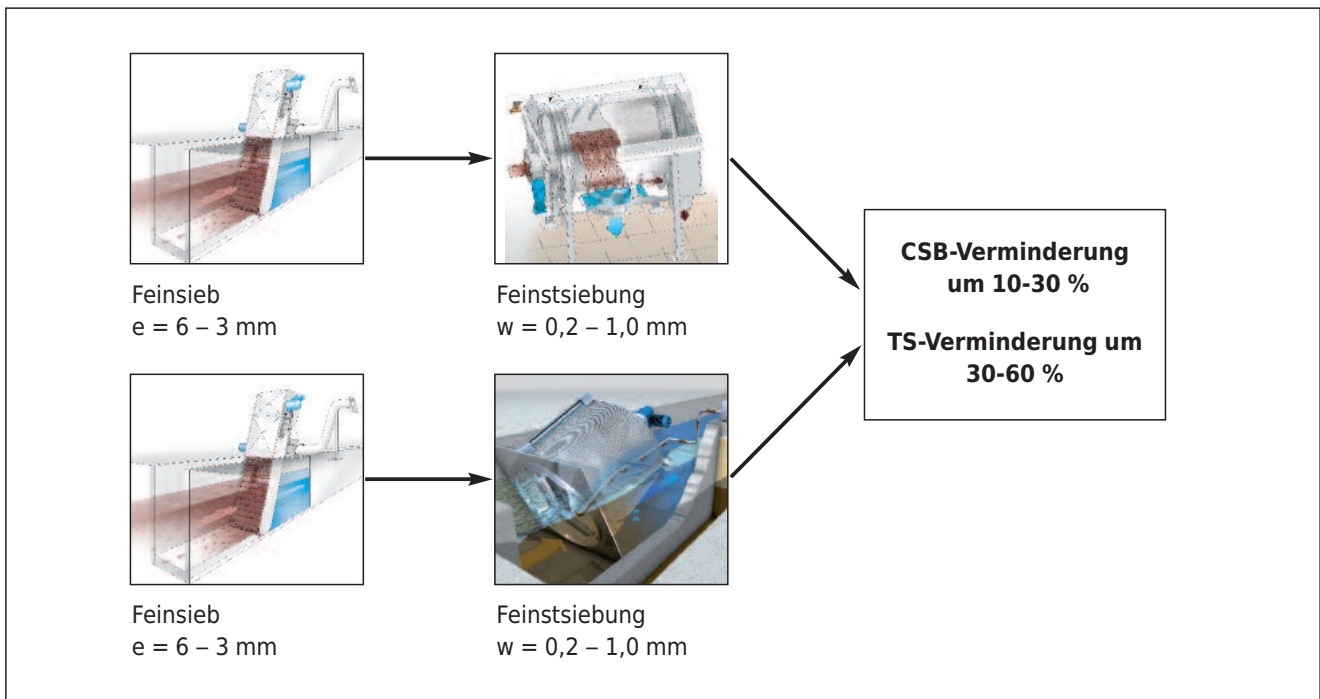 Feinsieb
e = 6 – 3 mm
Feinstsiebung
w = 0,2 – 1,0 mm
CSB-Verminderung
um 10-30 %
TS-Verminderung um
30-60 %
Feinsieb
e = 6 – 3 mm
Feinstsiebung
w = 0,2 – 1,0 mm